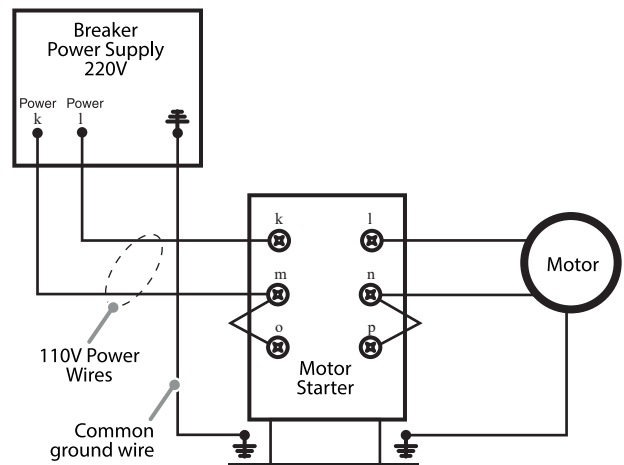 Breaker
Power Supply
220V
Power Power
k l
k l
m n
o p
Motor
Motor
Starter
110V Power
Wires
Common
ground wire